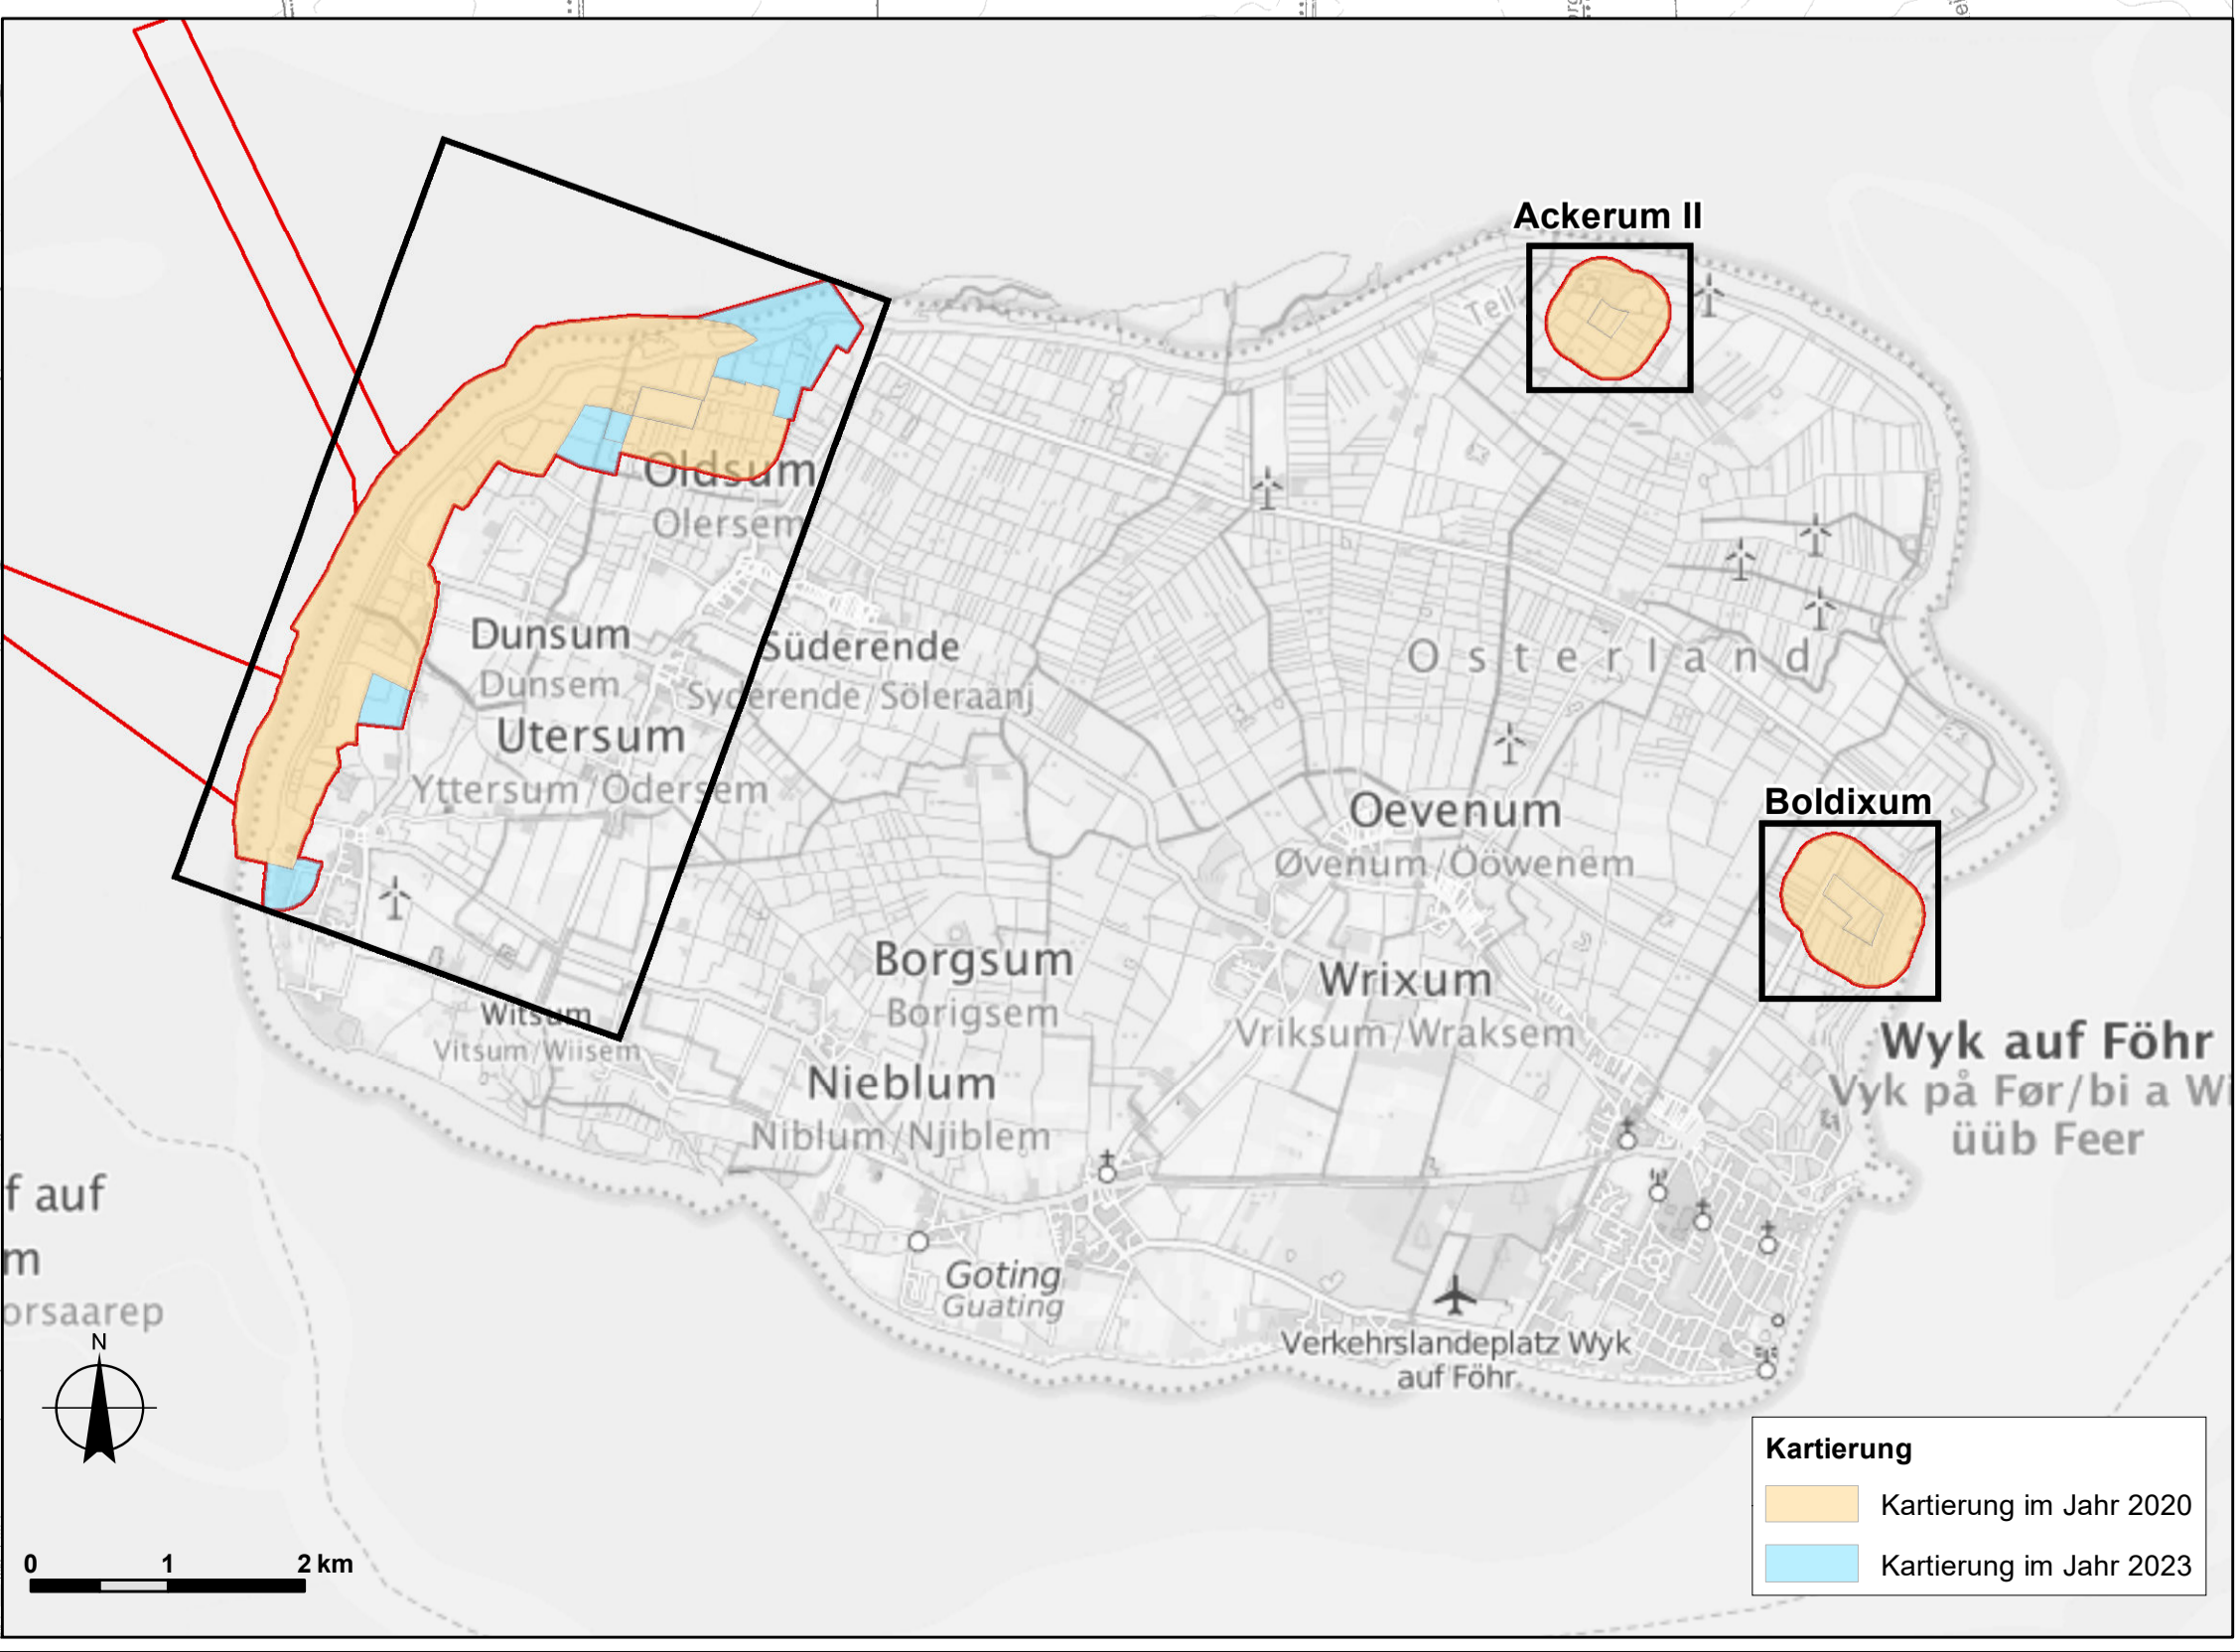 Ackerum II
Tell
Oldsum
Olersem
Dunsum
Dunsem
Süderende
Syderende/Söleraanj
Osterland
Utersum
Yttersum/Odersem
Boldixum
Oevenum
Øvenum/Oöwenem
Borgsum
Borigsem
Wrixum
Vriksum/Wraksem
Witsum
Vitsum/Wiisem
Wyk auf Föhr
Vyk på Før/bi a Wi
üüb Feer
Nieblum
Niblum/Njiblem
f auf
m
orsaarep
Goting
Guating
Verkehrslandeplatz Wyk
auf Föhr
N
0 1 2 km
Kartierung
Kartierung im Jahr 2020
Kartierung im Jahr 2023